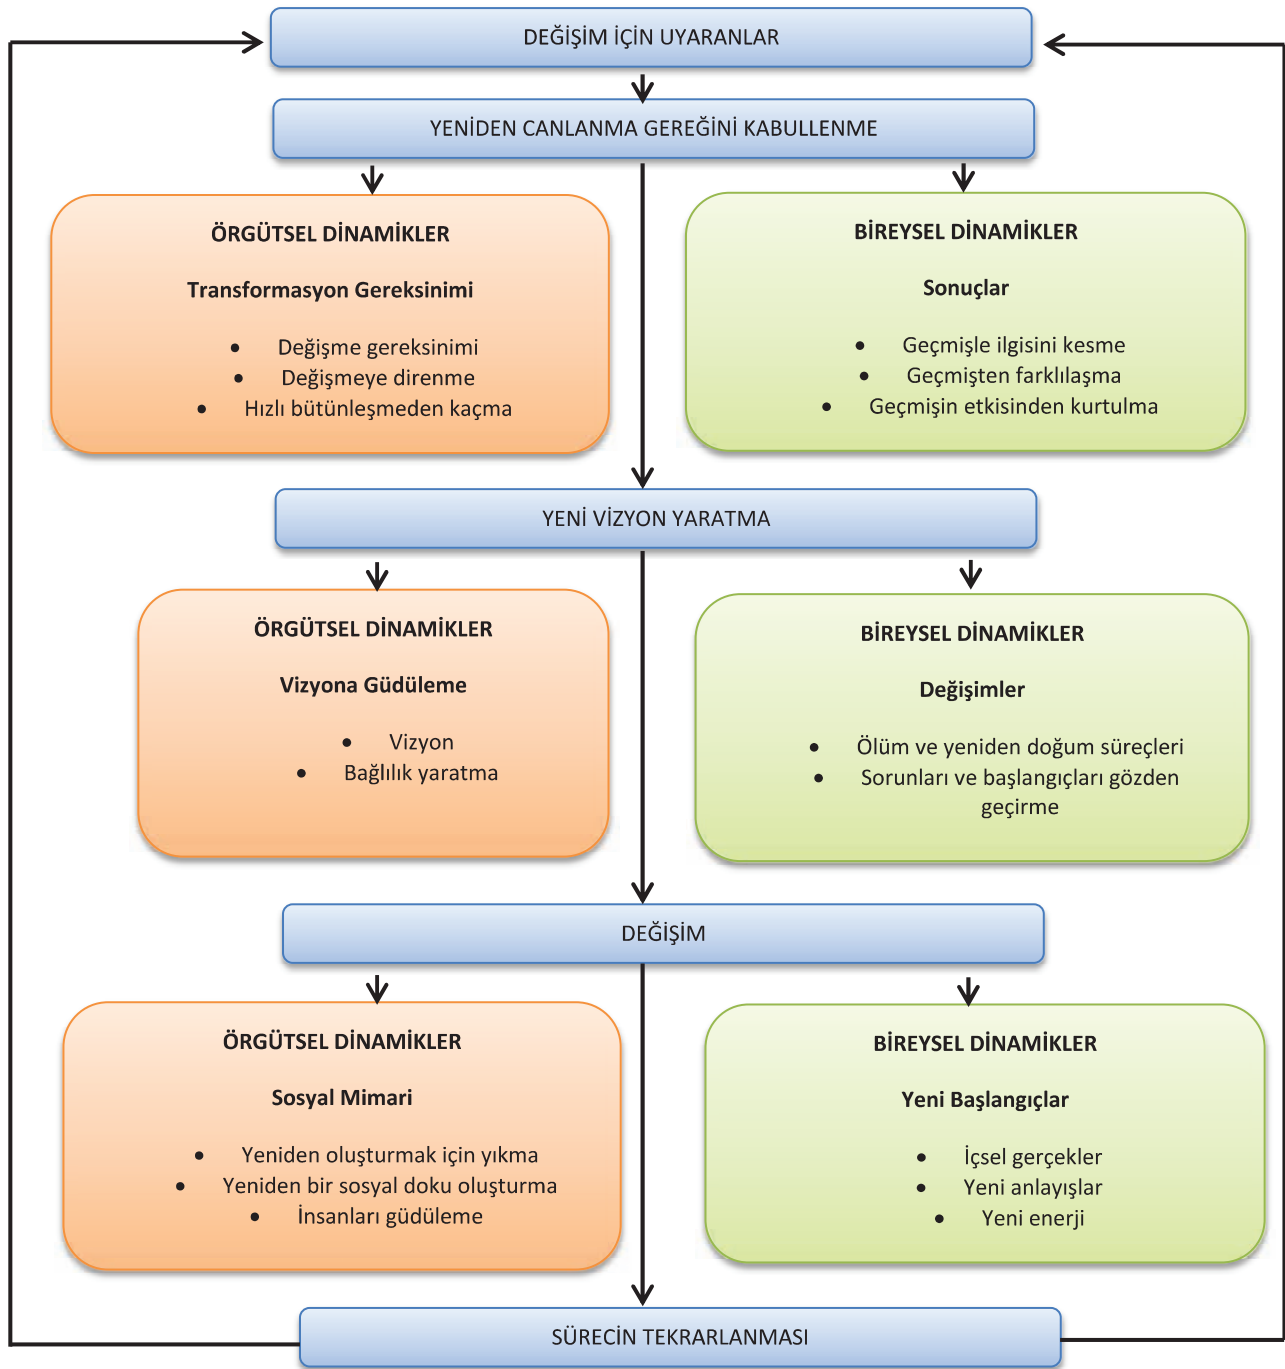 DEĞİŞİM İÇİN UYARANLAR
YENİDEN CANLANMA GEREĞİNİ KABULLENME
ÖRGÜTSEL DİNAMİKLER
Transformasyon Gereksinimi
• Değişme gereksinimi
• Değişmeye direnme
• Hızlı bütünleşmeden kaçma
BİREYSEL DİNAMİKLER
Sonuçlar
• Geçmişle ilgisini kesme
• Geçmişten farklılaşma
• Geçmişin etkisinden kurtulma
YENİ VİZYON YARATMA
ÖRGÜTSEL DİNAMİKLER
Vizyona Güdüleme
• Vizyon
• Bağlılık yaratma
BİREYSEL DİNAMİKLER
Değişimler
• Ölüm ve yeniden doğum süreçleri
• Sorunları ve başlangıçları gözden
geçirme
DEĞİŞİM
ÖRGÜTSEL DİNAMİKLER
Sosyal Mimari
• Yeniden oluşturmak için yıkma
• Yeniden bir sosyal doku oluşturma
• İnsanları güdüleme
BİREYSEL DİNAMİKLER
Yeni Başlangıçlar
• İçsel gerçekler
• Yeni anlayışlar
• Yeni enerji
SÜRECİN TEKRARLANMASI